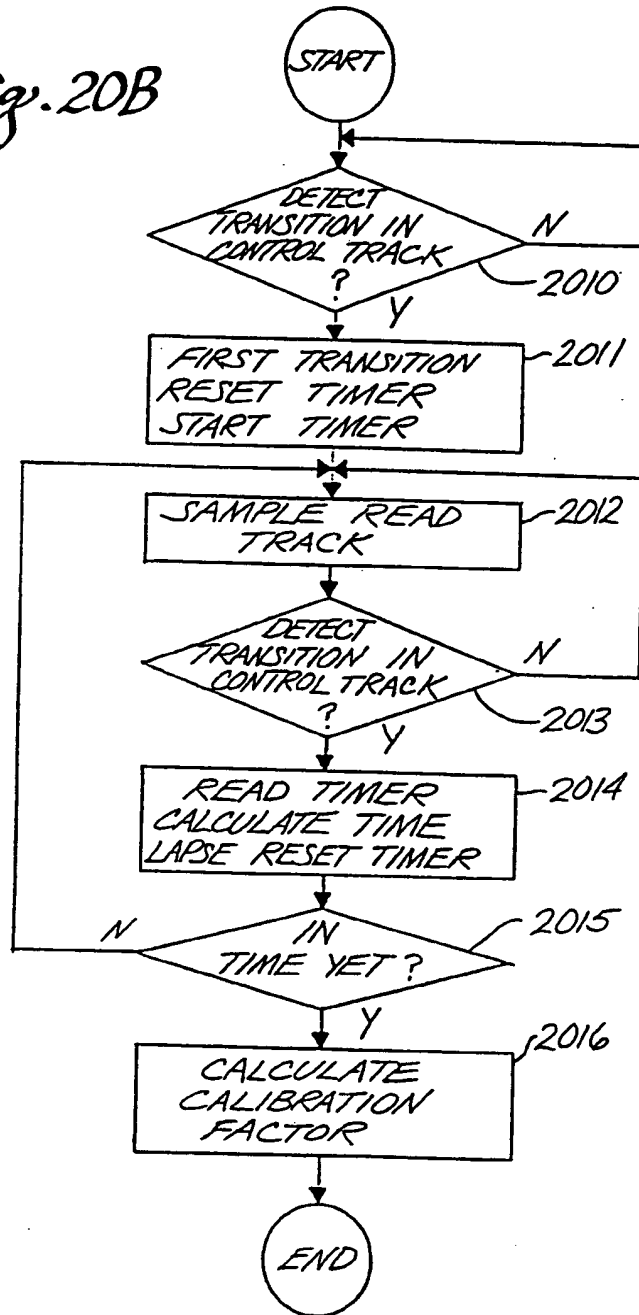 g. 20B
START
DETECT
TRANSITION IN
CONTROL TRACK
?
N
2010
Y
FIRST TRANSITION
RESET TIMER
START TIMER
2011
SAMPLE READ
TRACK
2012
DETECT
TRANSITION IN
CONTROL TRACK
?
N
2013
Y
READ TIMER
CALCULATE TIME
LAPSE RESET TIMER
2014
N
IN
TIME YET ?
2015
Y
CALCULATE
CALIBRATION
FACTOR
2016
END